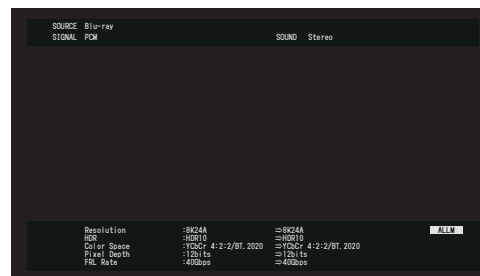 SOURCE Blu-ray
SIGNAL PCM SOUND Stereo
Resolution :8K24A ⇒8K24A ALLM
HDR :HDR10 ⇒HDR10
Color Space :YCbCr 4:2:2/BT.2020 ⇒YCbCr 4:2:2/BT.2020
Pixel Depth :12bits ⇒12bits
FRL Rate :40Gbps ⇒40Gbps